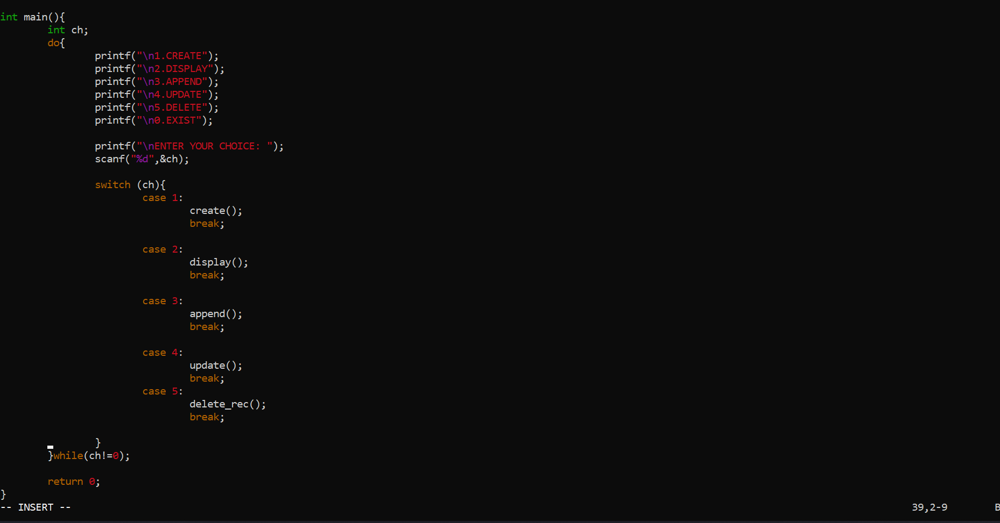 int main(){
        int ch;
        do{
                printf("\n1.CREATE");
                printf("\n2.DISPLAY");
                printf("\n3.APPEND");
                printf("\n4.UPDATE");
                printf("\n5.DELETE");
                printf("\n0.EXIST");
                printf("\nENTER YOUR CHOICE: ");
                scanf("%d",&ch);
                switch (ch){
                        case 1:
                                create();
                                break;
                        case 2:
                                display();
                                break;
                        case 3:
                                append();
                                break;
                        case 4:
                                update();
                                break;
                        case 5:
                                delete_rec();
                                break;
                }
        }while(ch!=0);
        return 0;
}
-- INSERT -- 39,2-9 B